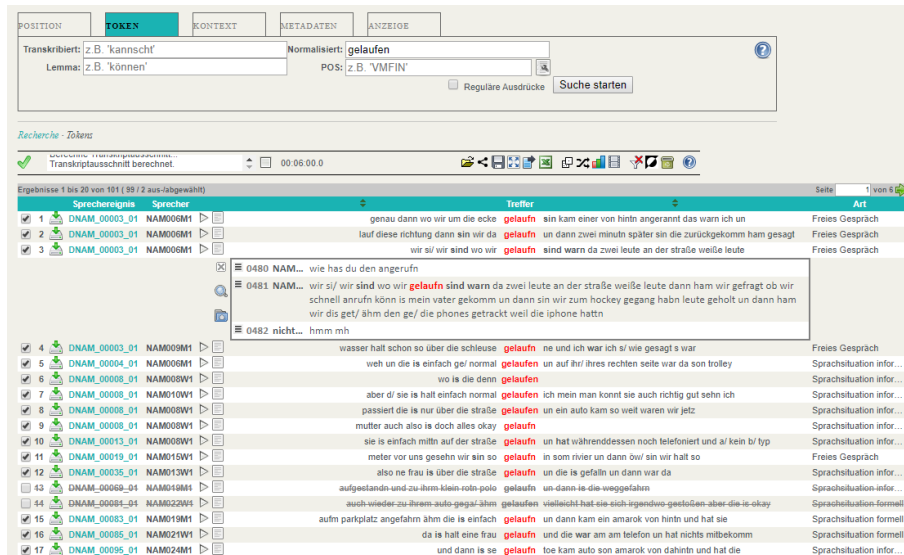 POSITION TOKEN KONTEXT METADATEN ANZEIGE
Transkribiert: z.B. 'kannscht' Normalisiert: gelaufen
Lemma: z.B. 'können' POS: z.B. 'VMFIN'
Reguläre Ausdrücke Suche starten
Recherche - Tokens
Transkriptausschnitt berechnet. 00:06:00.0
Ergebnisse 1 bis 20 von 101 ( 99 / 2 aus-/abgewählt) Seite 1 von 6
Sprechereignis Sprecher Treffer Art
1 DNAM_00003_01 NAM006M1 genau dann wo wir um die ecke gelaufn sin kam einer von hintn angerannt das warn ich un Freies Gespräch
2 DNAM_00003_01 NAM006M1 lauf diese richtung dann sin wir da gelaufn un dann zwei minutn später sin die zurückgekomm ham gesagt Freies Gespräch
3 DNAM_00003_01 NAM006M1 wir si/ wir sind wo wir gelaufn sind warn da zwei leute an der straße weiße leute Freies Gespräch
0480 NAM... wie has du den angerufn
0481 NAM... wir si/ wir sind wo wir gelaufn sind warn da zwei leute an der straße weiße leute dann ham wir gefragt ob wir
schnell anrufn könn is mein vater gekomm un dann sin wir zum hockey gegang habn leute geholt un dann ham
wir dis get/ ähm den ge/ die phones getrackt weil die iphone hattn
0482 nicht... hmm mh
4 DNAM_00003_01 NAM009M1 wasser halt schon so über die schleuse gelaufn ne und ich war ich s/ wie gesagt s war Freies Gespräch
5 DNAM_00004_01 NAM006M1 weh un die is einfach ge/ normal gelaufn un auf ihr/ ihres rechten seite war da son trolley Sprachsituation infor...
6 DNAM_00008_01 NAM008W1 wo is die denn gelaufen Sprachsituation infor...
7 DNAM_00008_01 NAM010W1 aber d/ sie is halt einfach normal gelaufn ich mein man konnt sie auch richtig gut sehn ich Sprachsituation infor...
8 DNAM_00008_01 NAM008W1 passiert die is nur über die straße gelaufen un ein auto kam so weit waren wir jetz Sprachsituation infor...
9 DNAM_00008_01 NAM008W1 mutter auch also is doch alles okay gelaufn Sprachsituation infor...
10 DNAM_00013_01 NAM008W1 sie is einfach mittn auf der straße gelaufn un hat währenddessen noch telefoniert und a/ kein b/ typ Sprachsituation infor...
11 DNAM_00019_01 NAM015W1 meter vor uns gesehn wir sin so gelaufn in som rivier un dann öw/ sin wir halt so Freies Gespräch
12 DNAM_00035_01 NAM013W1 also ne frau is über die straße gelaufn un die is gefalln un dann war da Sprachsituation infor...
13 DNAM_00069_01 NAM019M1 aufgestandn und zu ihrm klein rotn polo gelaufn un dann is die weggefahrn Sprachsituation infor...
14 DNAM_00081_01 NAM022W1 auch wieder zu ihrem auto gega/ ähm gelaufen vielleicht hat sie sich irgendwo gestoßen aber die is okay Sprachsituation formell
15 DNAM_00083_01 NAM019M1 aufm parkplatz angefahrn ähm die is einfach gelaufn un dann kam ein amarok von hintn und hat sie Sprachsituation formell
16 DNAM_00085_01 NAM021W1 da is halt eine frau gelaufn und die war am am telefon un hat nichts mitbekomm Sprachsituation formell
17 DNAM_00095_01 NAM024M1 und dann is se gelaufn toe kam auto son amarok von dahintn und hat die Sprachsituation infor...